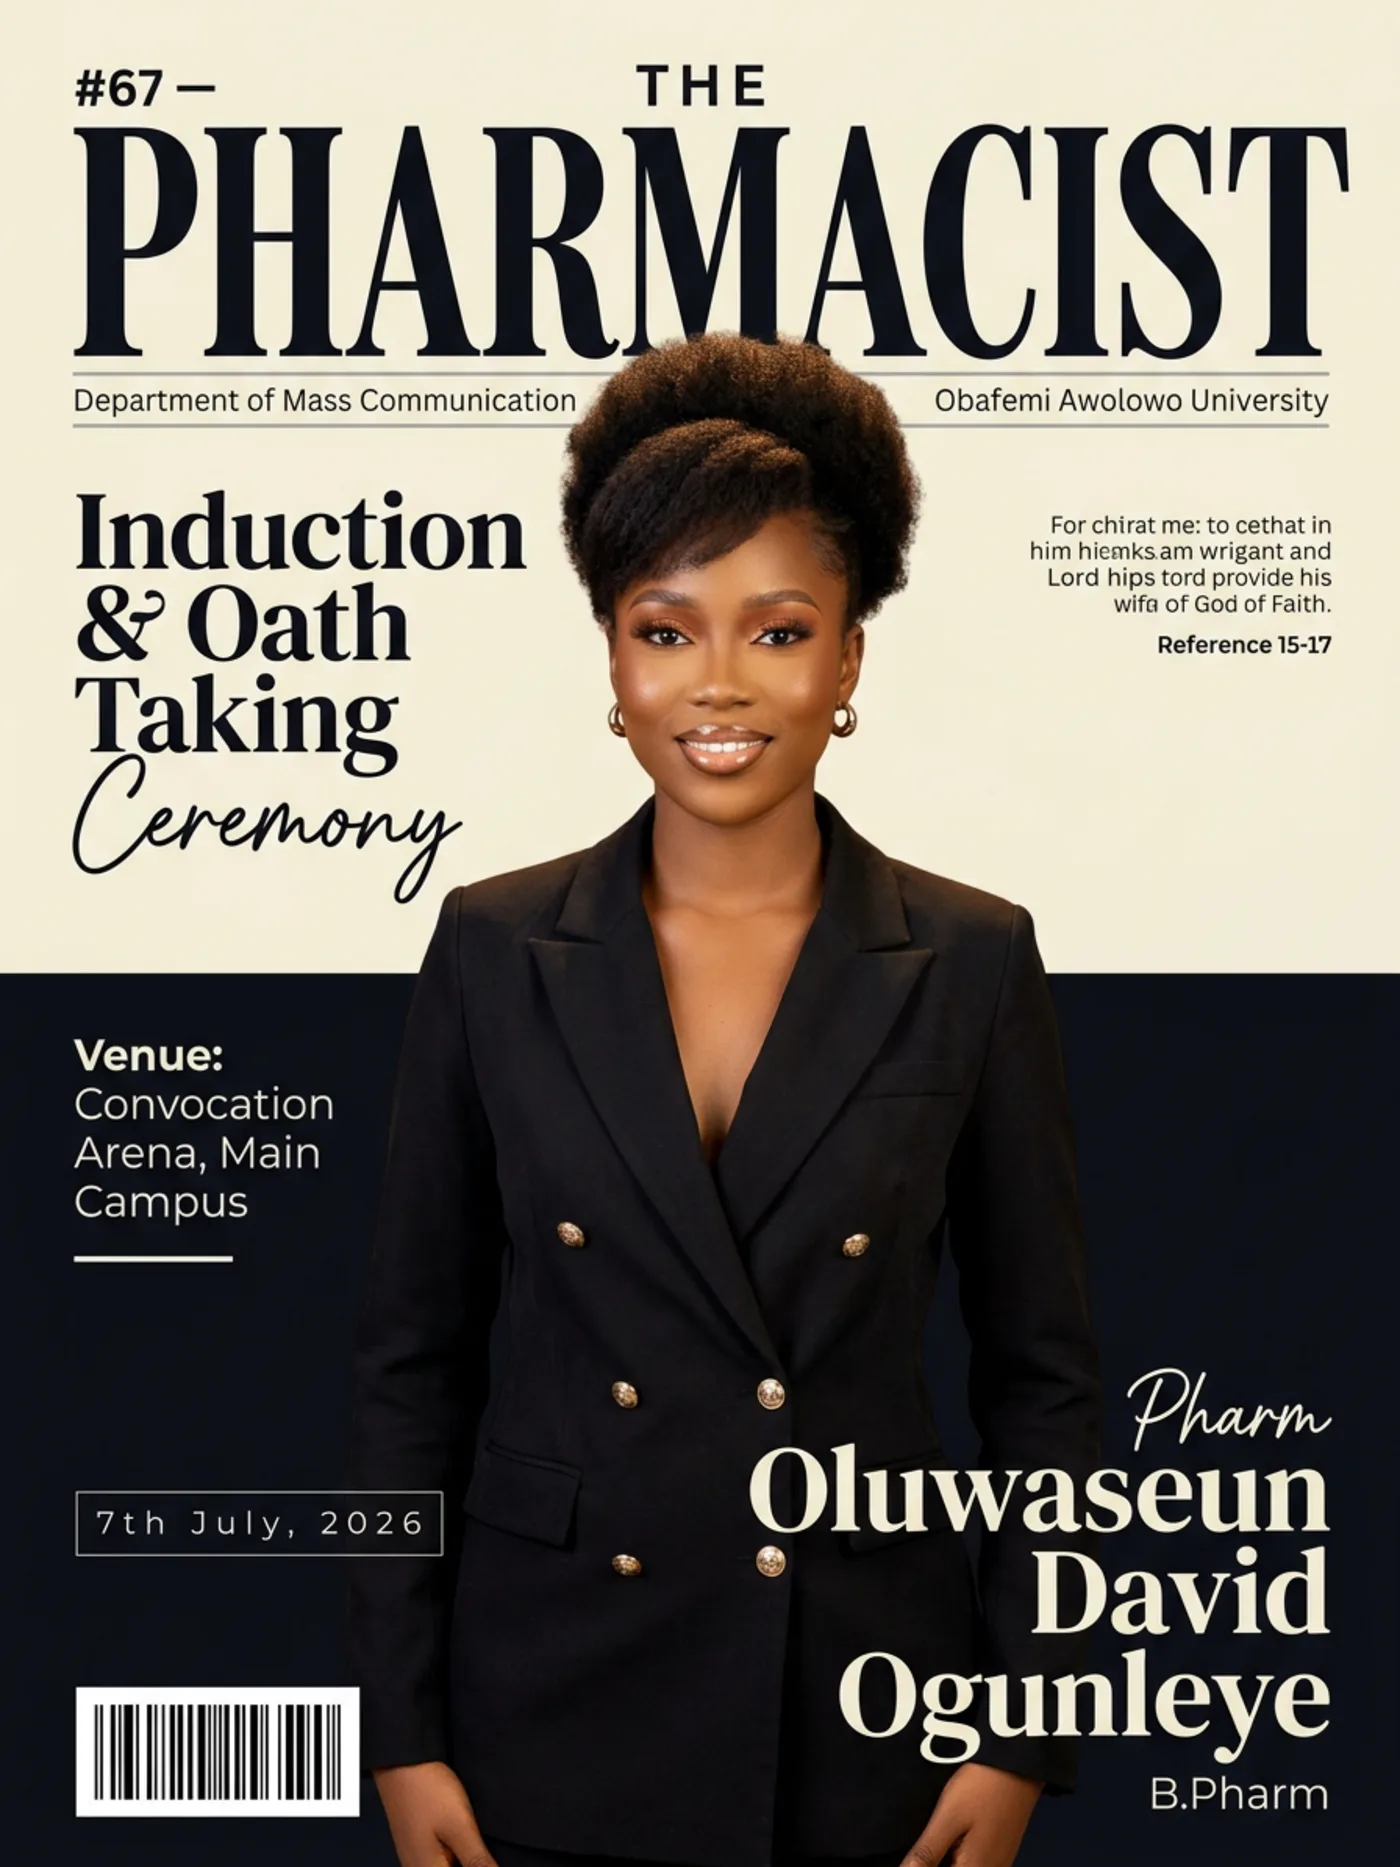 #67 —
THE
PHARMACIST
Department of Mass Communication
Obafemi Awolowo University
Induction
& Oath
Taking
Ceremony
For chirat me: to cethat in
him hiemks.am wrigant and
Lord hips tord provide his
wifa of God of Faith.
Reference 15-17
Venue:
Convocation
Arena, Main
Campus
7th July, 2026
Pharm
Oluwaseun
David
Ogunleye
B.Pharm